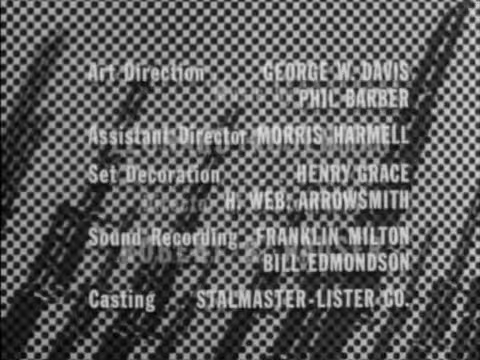 Art Direction . . . . GEORGE W. DAVIS
PHIL BARBER
Assistant Director MORRIS HARMELL
Set Decoration . . . . HENRY GRACE
H. WEB. ARROWSMITH
Sound Recording. FRANKLIN MILTON
BILL EDMONDSON
Casting . . STALMASTER-LISTER CO.